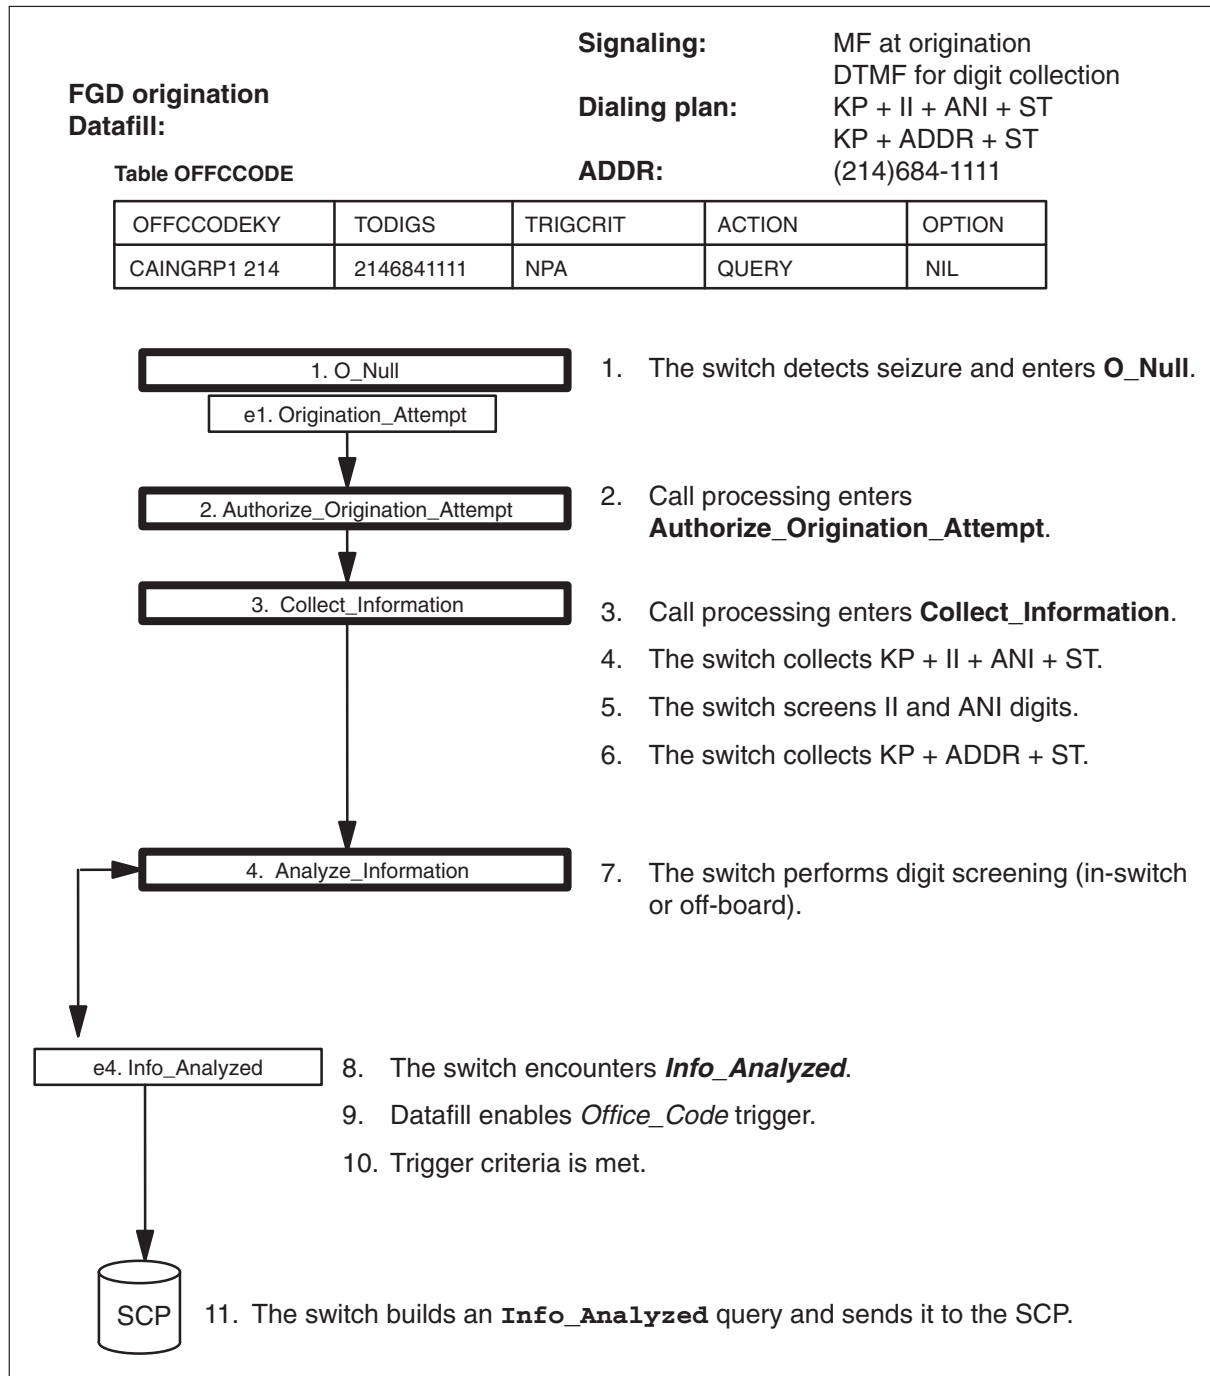 Signaling: MF at origination
DTMF for digit collection
FGD origination
Datafill:
Dialing plan: KP + II + ANI + ST
KP + ADDR + ST
ADDR: (214)684-1111
Table OFFCCODE
OFFCCODEKY TODIGS TRIGCRIT ACTION OPTION
CAINGRP1 214 2146841111 NPA QUERY NIL
1. O_Null
e1. Origination_Attempt
1. The switch detects seizure and enters O_Null.
2. Authorize_Origination_Attempt
2. Call processing enters
Authorize_Origination_Attempt.
3. Collect_Information
3. Call processing enters Collect_Information.
4. The switch collects KP + II + ANI + ST.
5. The switch screens II and ANI digits.
6. The switch collects KP + ADDR + ST.
4. Analyze_Information
7. The switch performs digit screening (in-switch
or off-board).
e4. Info_Analyzed
8. The switch encounters Info_Analyzed.
9. Datafill enables Office_Code trigger.
10. Trigger criteria is met.
SCP
11. The switch builds an Info_Analyzed query and sends it to the SCP.